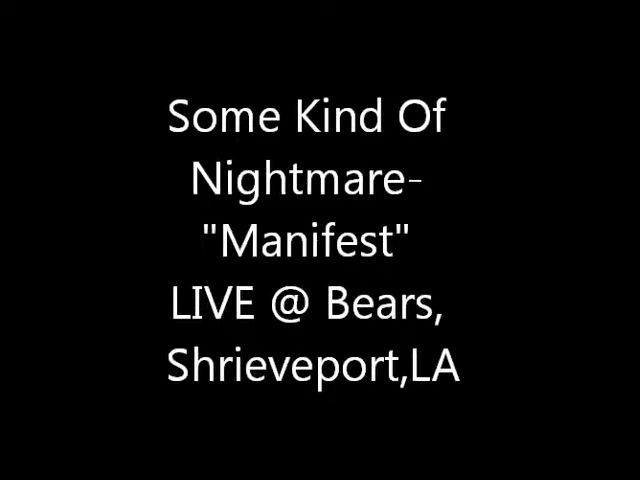 Some Kind Of
Nightmare-
"Manifest"
LIVE @ Bears,
Shrieveport,LA